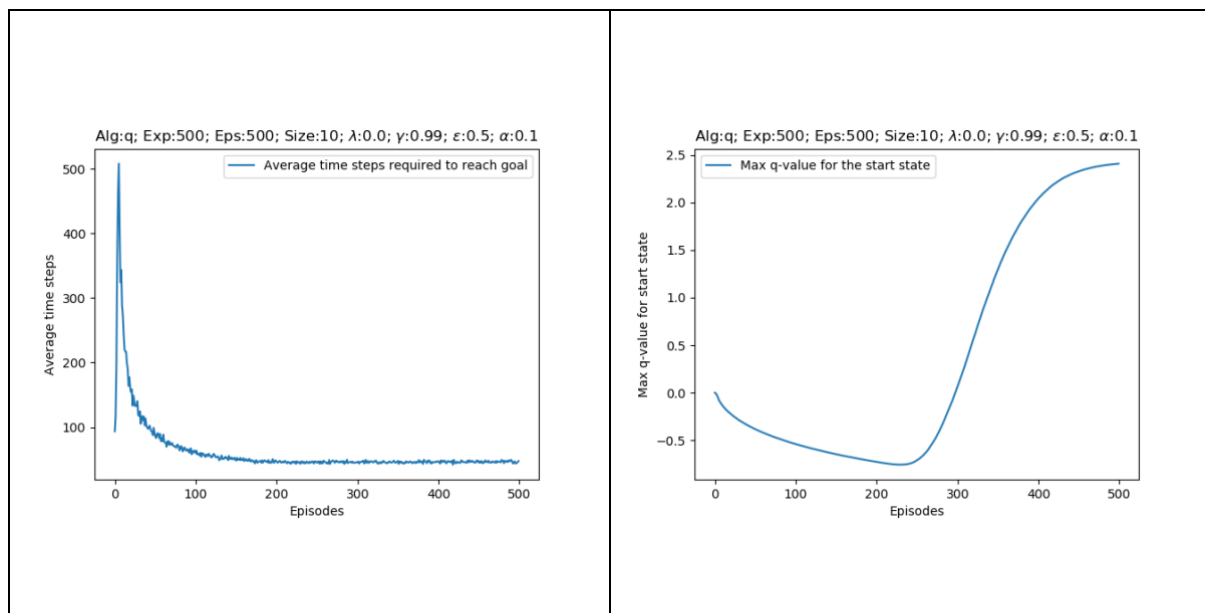 Alg:q; Exp:500; Eps:500; Size:10; λ:0.0; γ:0.99; ε:0.5; α:0.1
Average time steps required to reach goal
500
400
300
200
100
Average time steps
0 100 200 300 400 500
Episodes
Alg:q; Exp:500; Eps:500; Size:10; λ:0.0; γ:0.99; ε:0.5; α:0.1
Max q-value for the start state
2.5
2.0
1.5
1.0
0.5
0.0
−0.5
Max q-value for start state
0 100 200 300 400 500
Episodes